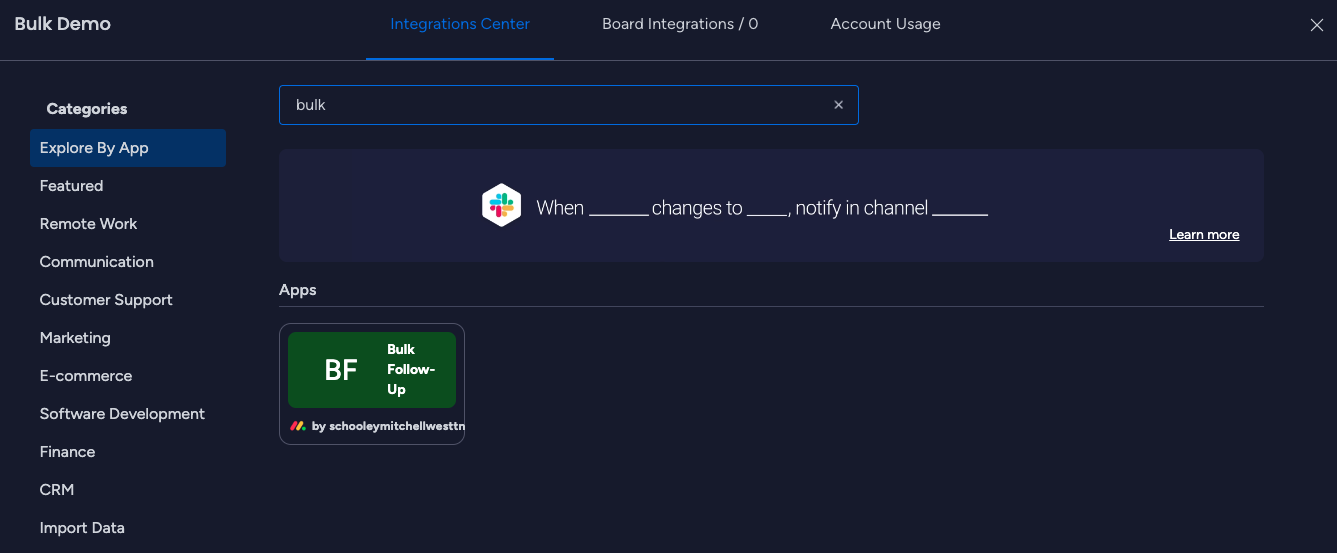 Bulk Demo
Integrations Center
Board Integrations / 0
Account Usage
Categories
Explore By App
Featured
Remote Work
Communication
Customer Support
Marketing
E-commerce
Software Development
Finance
CRM
Import Data
bulk
When ______ changes to ____, notify in channel ______
Learn more
Apps
BF
Bulk
Follow-
Up
by schooleymitchellwesttn